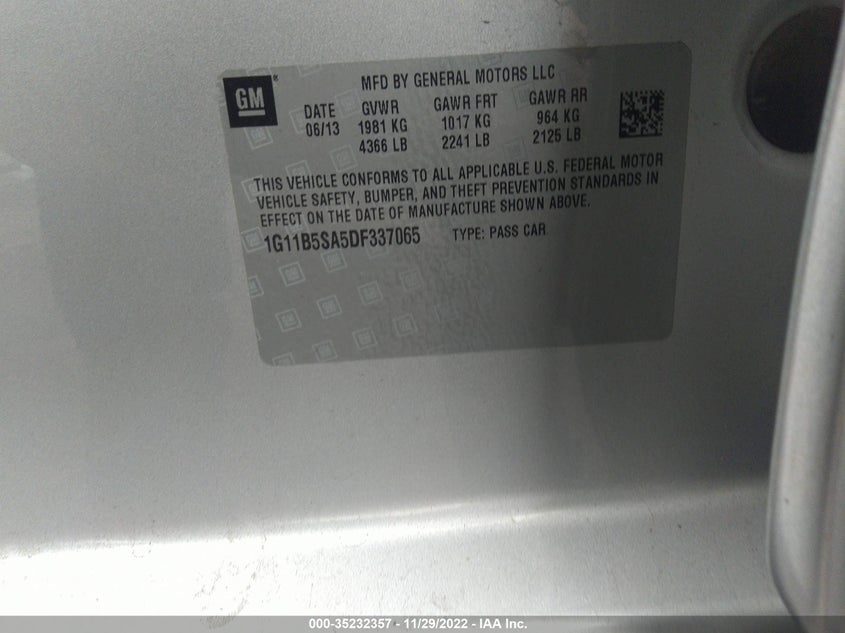 MFD BY GENERAL MOTORS LLC
GM
DATE GVWR GAWR FRT GAWR RR
06/13 1981 KG 1017 KG 964 KG
4366 LB 2241 LB 2125 LB
THIS VEHICLE CONFORMS TO ALL APPLICABLE U.S. FEDERAL MOTOR
VEHICLE SAFETY, BUMPER, AND THEFT PREVENTION STANDARDS IN
EFFECT ON THE DATE OF MANUFACTURE SHOWN ABOVE.
1G11B5SA5DF337065 TYPE: PASS CAR
000-35232357 - 11/29/2022 - IAA Inc.